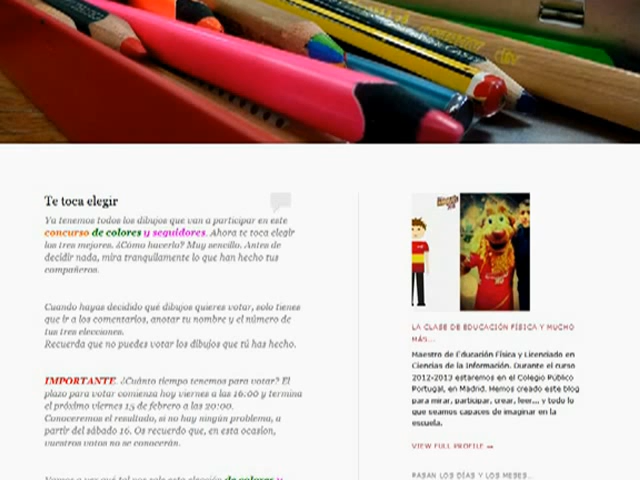 Te toca elegir
Ya tenemos todos los dibujos que van a participar en este
concurso de colores y seguidores. Ahora te toca elegir
los tres mejores. ¿Cómo hacerlo? Muy sencillo. Antes de
decidir nada, mira tranquilamente lo que han hecho tus
compañeros.
Cuando hayas decidido qué dibujos quieres votar, solo tienes
que ir a los comentarios, anotar tu nombre y el número de
tus tres elecciones.
Recuerda que no puedes votar los dibujos que tú has hecho.
IMPORTANTE. ¿Cuánto tiempo tenemos para votar? El
plazo para votar comienza hoy viernes a las 16:00 y termina
el próximo viernes 15 de febrero a las 20:00.
Conoceremos el resultado, si no hay ningún problema, a
partir del sábado 16. Os recuerdo que, en esta ocasion,
vuestros votos no se conocerán.
LA CLASE DE EDUCACIÓN FÍSICA Y MUCHO
MÁS...
Maestro de Educación Física y Licenciado en
Ciencias de la Información. Durante el curso
2012-2013 estaremos en el Colegio Público
Portugal, en Madrid. Hemos creado este blog
para mirar, participar, crear, leer... y todo lo
que seamos capaces de imaginar en la
escuela.
VIEW FULL PROFILE →
PASAN LOS DÍAS Y LOS MESES...